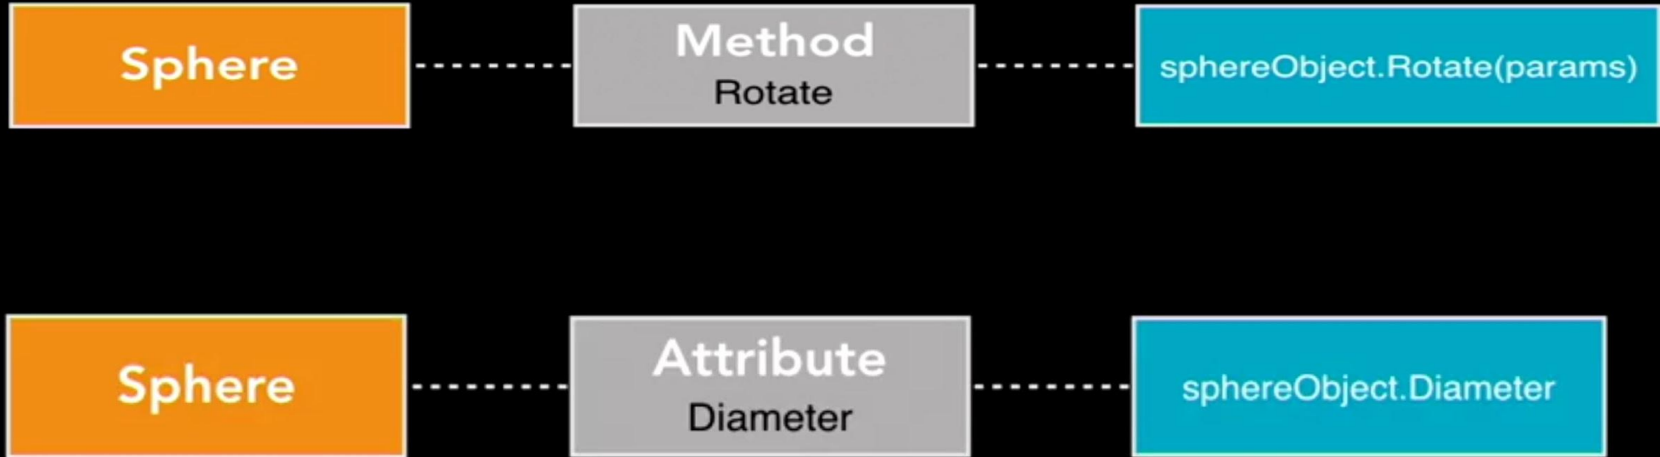 Sphere
Method
Rotate
sphereObject.Rotate(params)
Sphere
Attribute
Diameter
sphereObject.Diameter